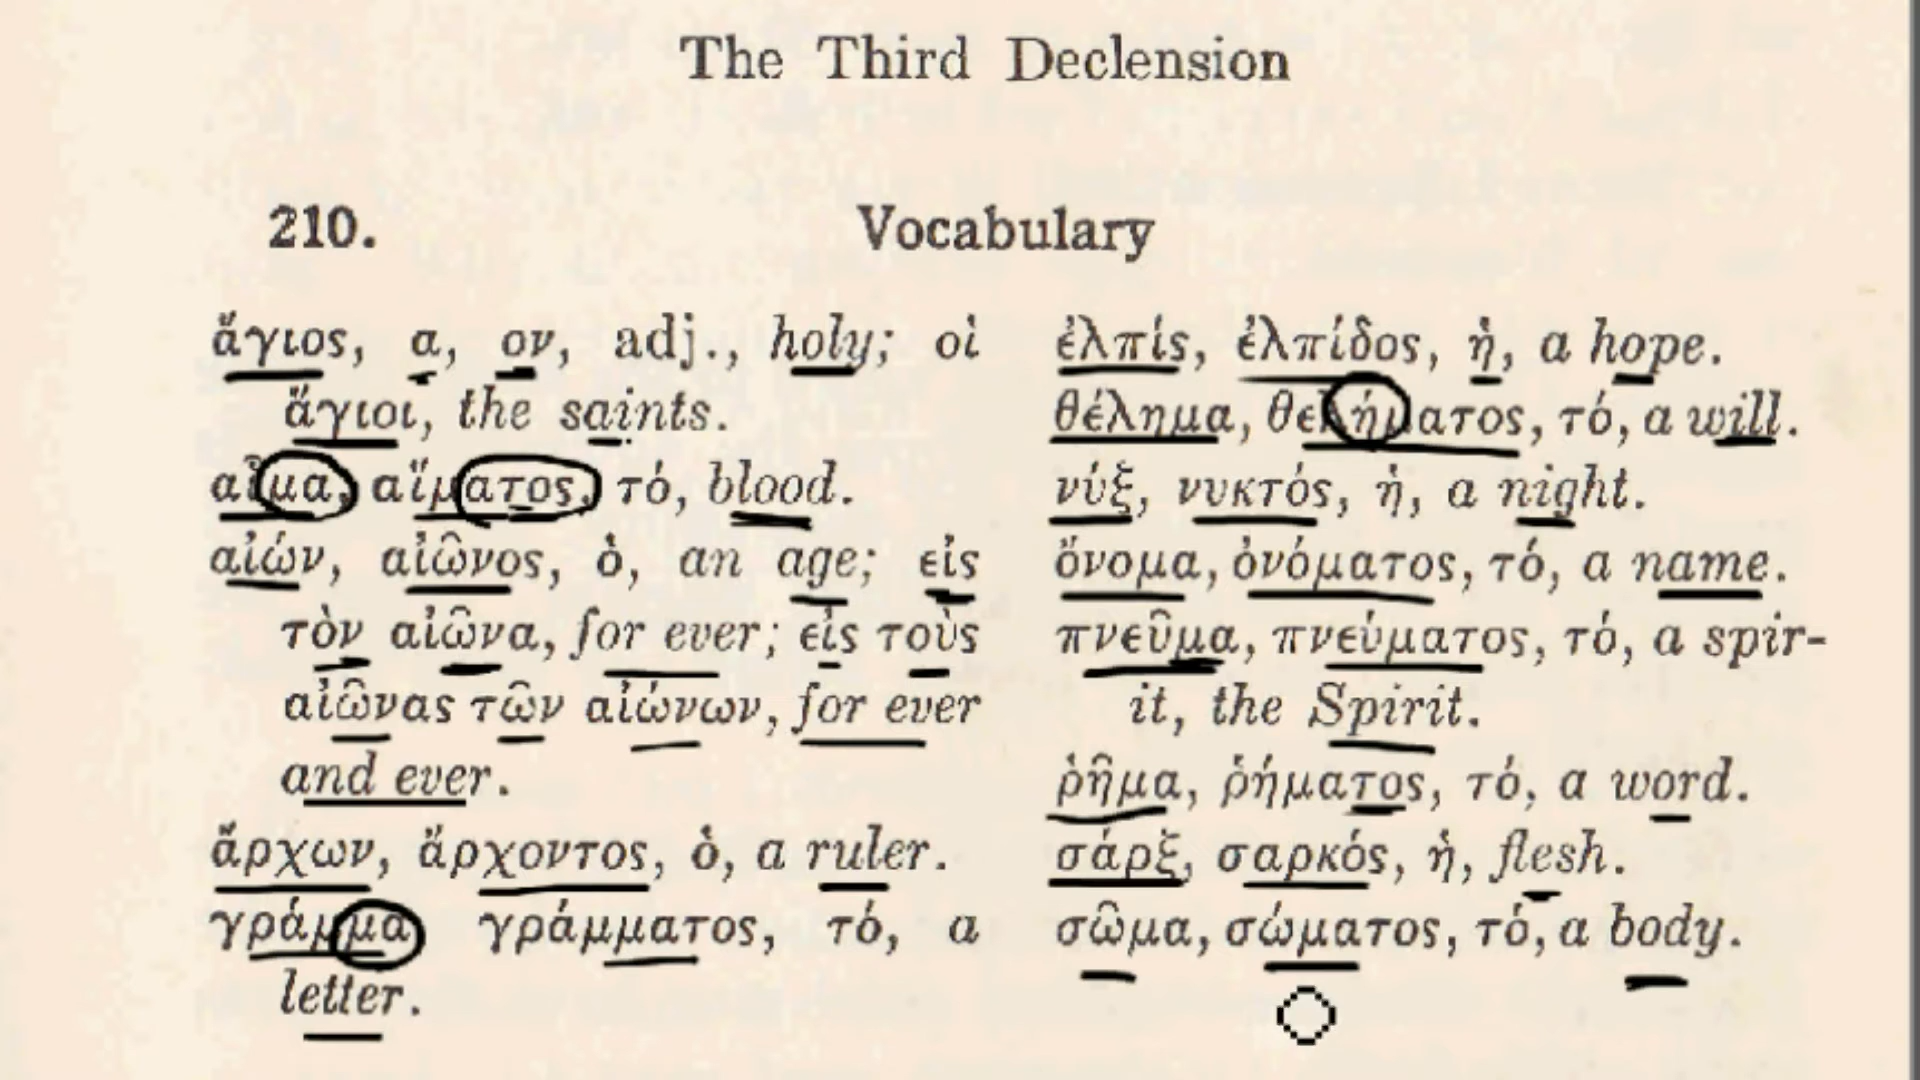 The Third Declension
210. Vocabulary
ἅγιος, α, ον, adj., holy; οἱ
ἅγιοι, the saints.
αἷμα, αἵματος, τό, blood.
αἰών, αἰῶνος, ὁ, an age; εἰς
τὸν αἰῶνα, for ever; εἰς τοὺς
αἰῶνας τῶν αἰώνων, for ever
and ever.
ἄρχων, ἄρχοντος, ὁ, a ruler.
γράμμα γράμματος, τό, a
letter.
ἐλπίς, ἐλπίδος, ἡ, a hope.
θέλημα, θελήματος, τό, a will.
νύξ, νυκτός, ἡ, a night.
ὄνομα, ὀνόματος, τό, a name.
πνεῦμα, πνεύματος, τό, a spir-
it, the Spirit.
ῥῆμα, ῥήματος, τό, a word.
σάρξ, σαρκός, ἡ, flesh.
σῶμα, σώματος, τό, a body.